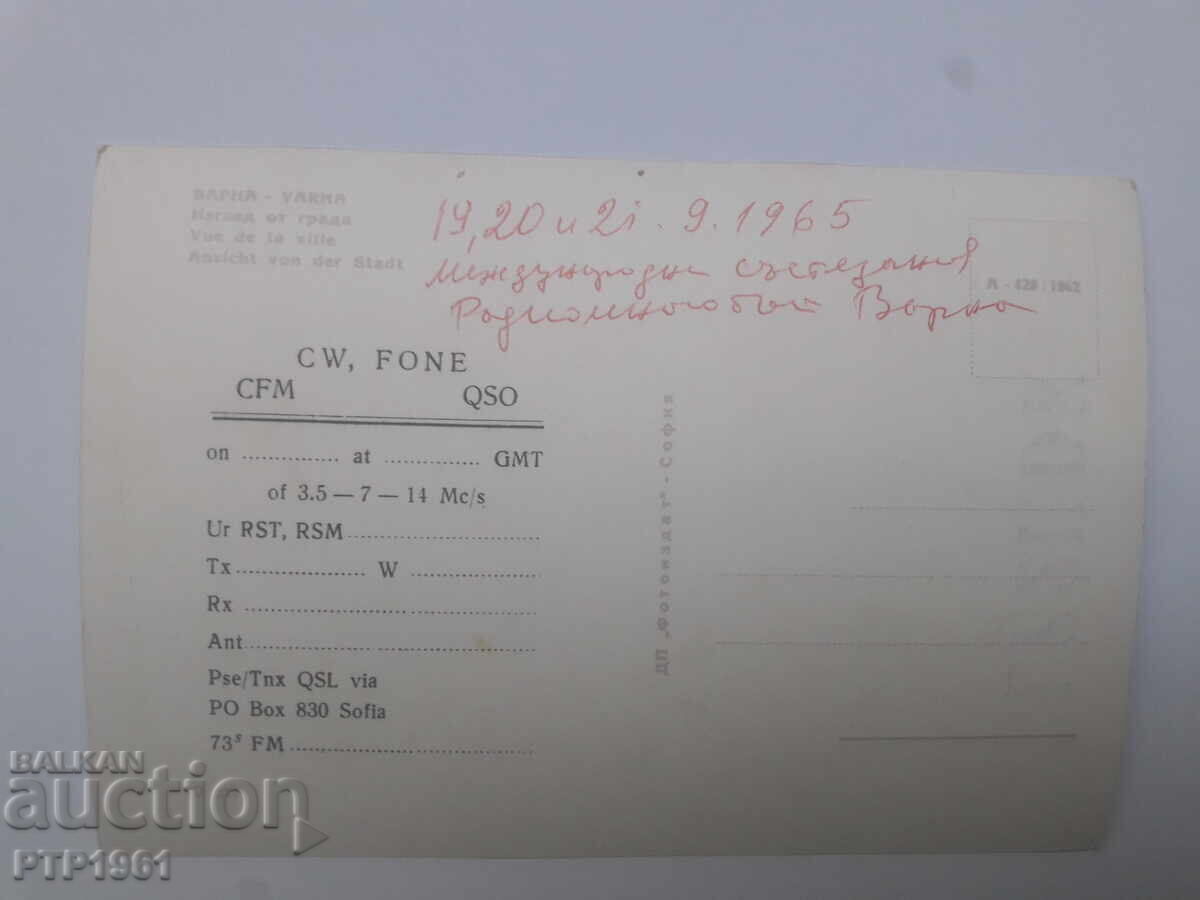 ВАРНА - VARNA
Изглед от града
Vue de la ville
Ansicht von der Stadt
19, 20 и 21. 9. 1965
Международни състезания
Радиомногобой Варна
А - 428 / 1962
CW, FONE
CFM QSO
on ............... at ............... GMT
of 3.5 — 7 — 14 Mc/s
Ur RST, RSM ...............
Tx ............... W ...............
Rx ...............
Ant ...............
Pse/Tnx QSL via
PO Box 830 Sofia
73s FM ...............
ДП „Фотоиздат" - София
BALKAN
auction
PTP1961